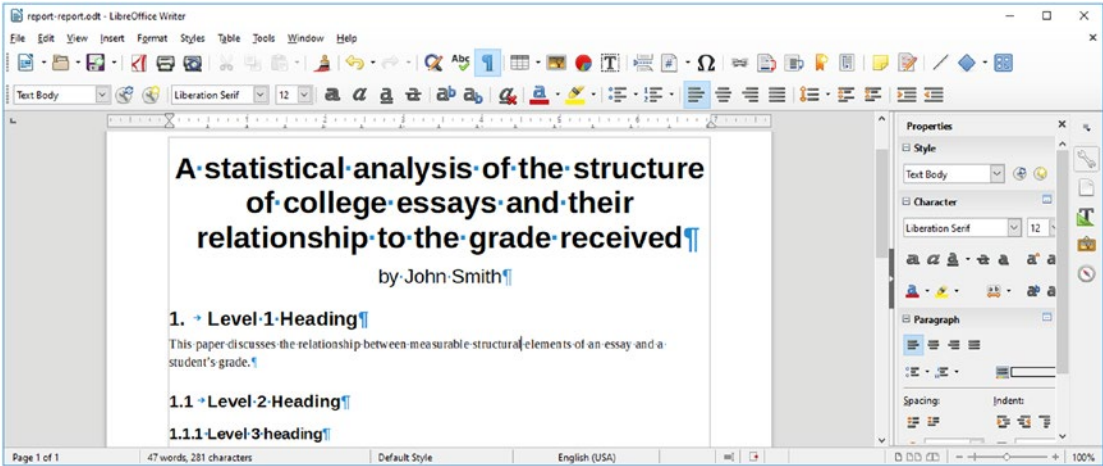 report-report.odt - LibreOffice Writer
File Edit View Insert Format Styles Table Tools Window Help
Text Body Liberation Serif 12
A statistical analysis of the structure
of college essays and their
relationship to the grade received¶
by John Smith¶
1. Level 1 Heading¶
This paper discusses the relationship between measurable structural elements of an essay and a
student's grade.¶
1.1 Level 2 Heading¶
1.1.1 Level 3 heading¶
Properties
Style
Text Body
Character
Liberation Serif 12
Paragraph
Spacing: Indent:
Page 1 of 1 47 words, 281 characters Default Style English (USA) 100%